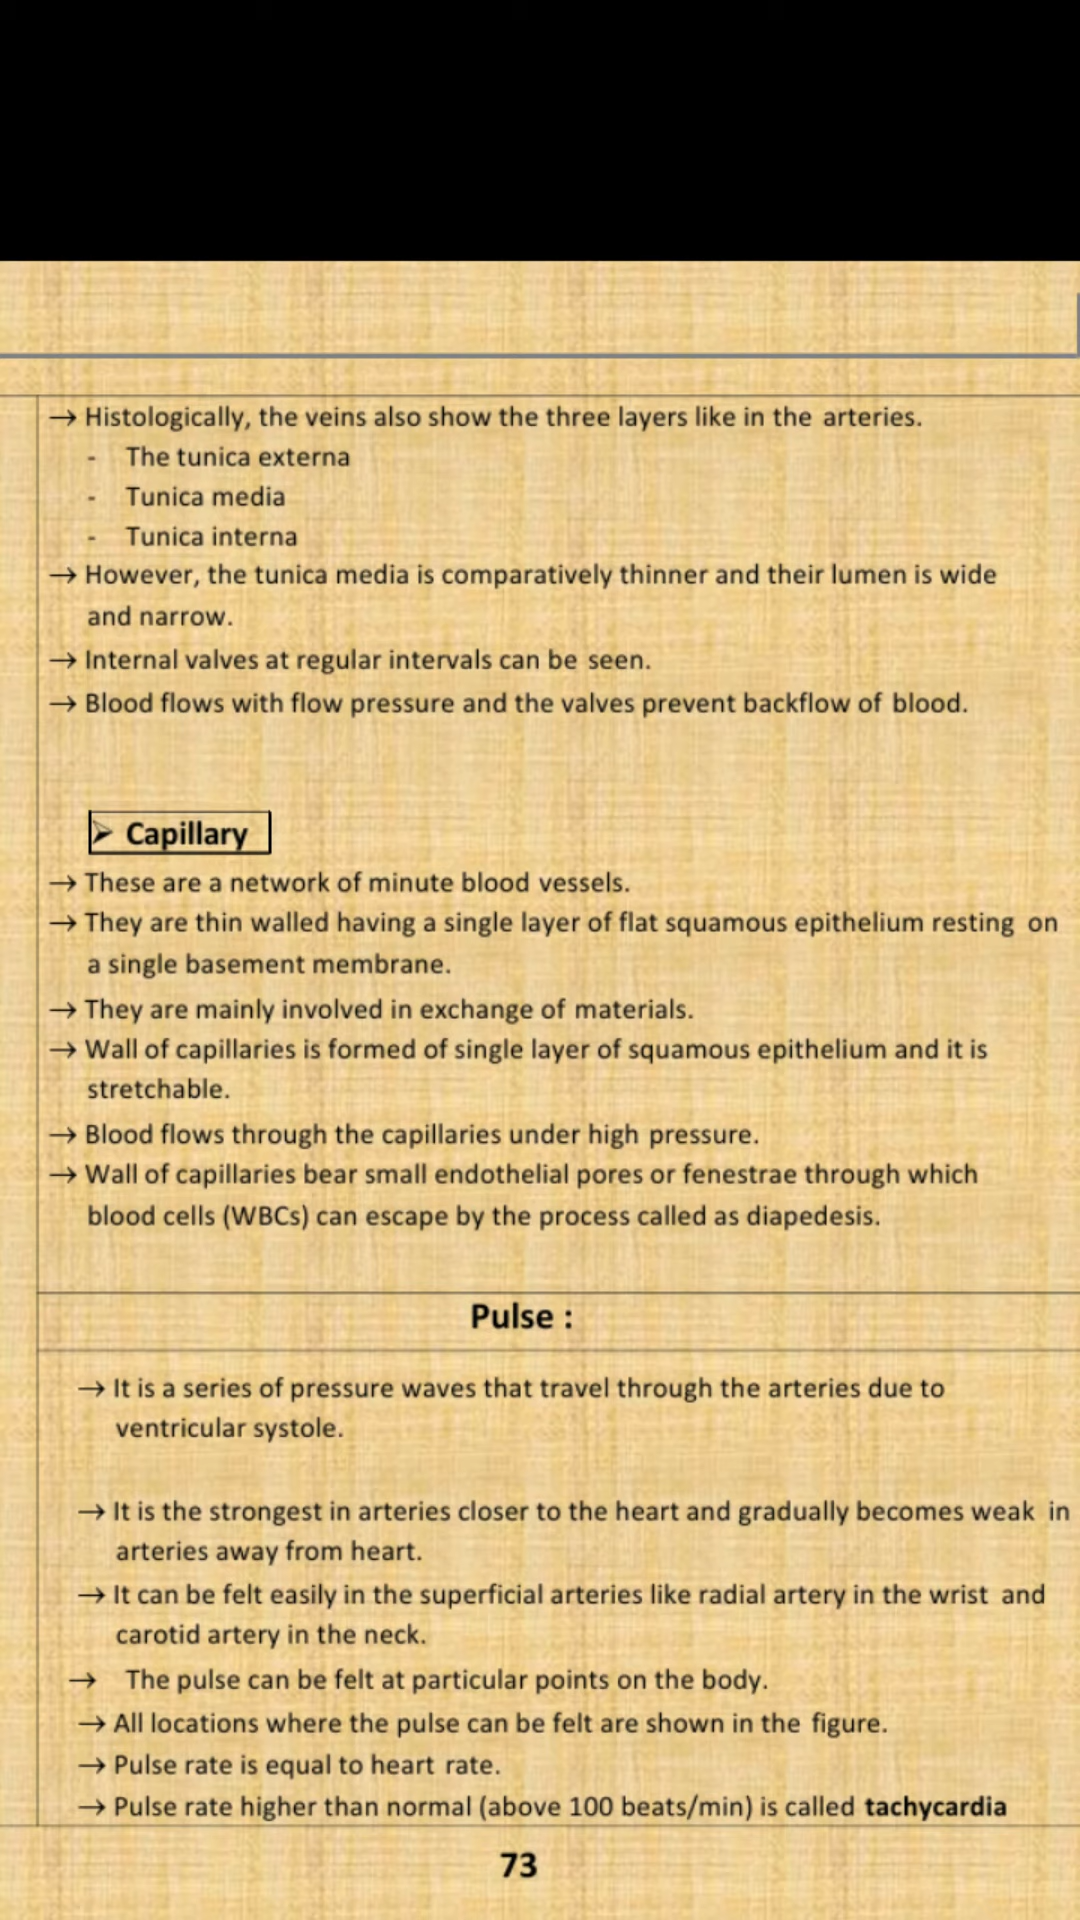 → Histologically, the veins also show the three layers like in the arteries.
- The tunica externa
- Tunica media
- Tunica interna
→ However, the tunica media is comparatively thinner and their lumen is wide
and narrow.
→ Internal valves at regular intervals can be seen.
→ Blood flows with flow pressure and the valves prevent backflow of blood.
➢ Capillary
→ These are a network of minute blood vessels.
→ They are thin walled having a single layer of flat squamous epithelium resting on
a single basement membrane.
→ They are mainly involved in exchange of materials.
→ Wall of capillaries is formed of single layer of squamous epithelium and it is
stretchable.
→ Blood flows through the capillaries under high pressure.
→ Wall of capillaries bear small endothelial pores or fenestrae through which
blood cells (WBCs) can escape by the process called as diapedesis.
Pulse :
→ It is a series of pressure waves that travel through the arteries due to
ventricular systole.
→ It is the strongest in arteries closer to the heart and gradually becomes weak in
arteries away from heart.
→ It can be felt easily in the superficial arteries like radial artery in the wrist and
carotid artery in the neck.
→ The pulse can be felt at particular points on the body.
→ All locations where the pulse can be felt are shown in the figure.
→ Pulse rate is equal to heart rate.
→ Pulse rate higher than normal (above 100 beats/min) is called tachycardia
73